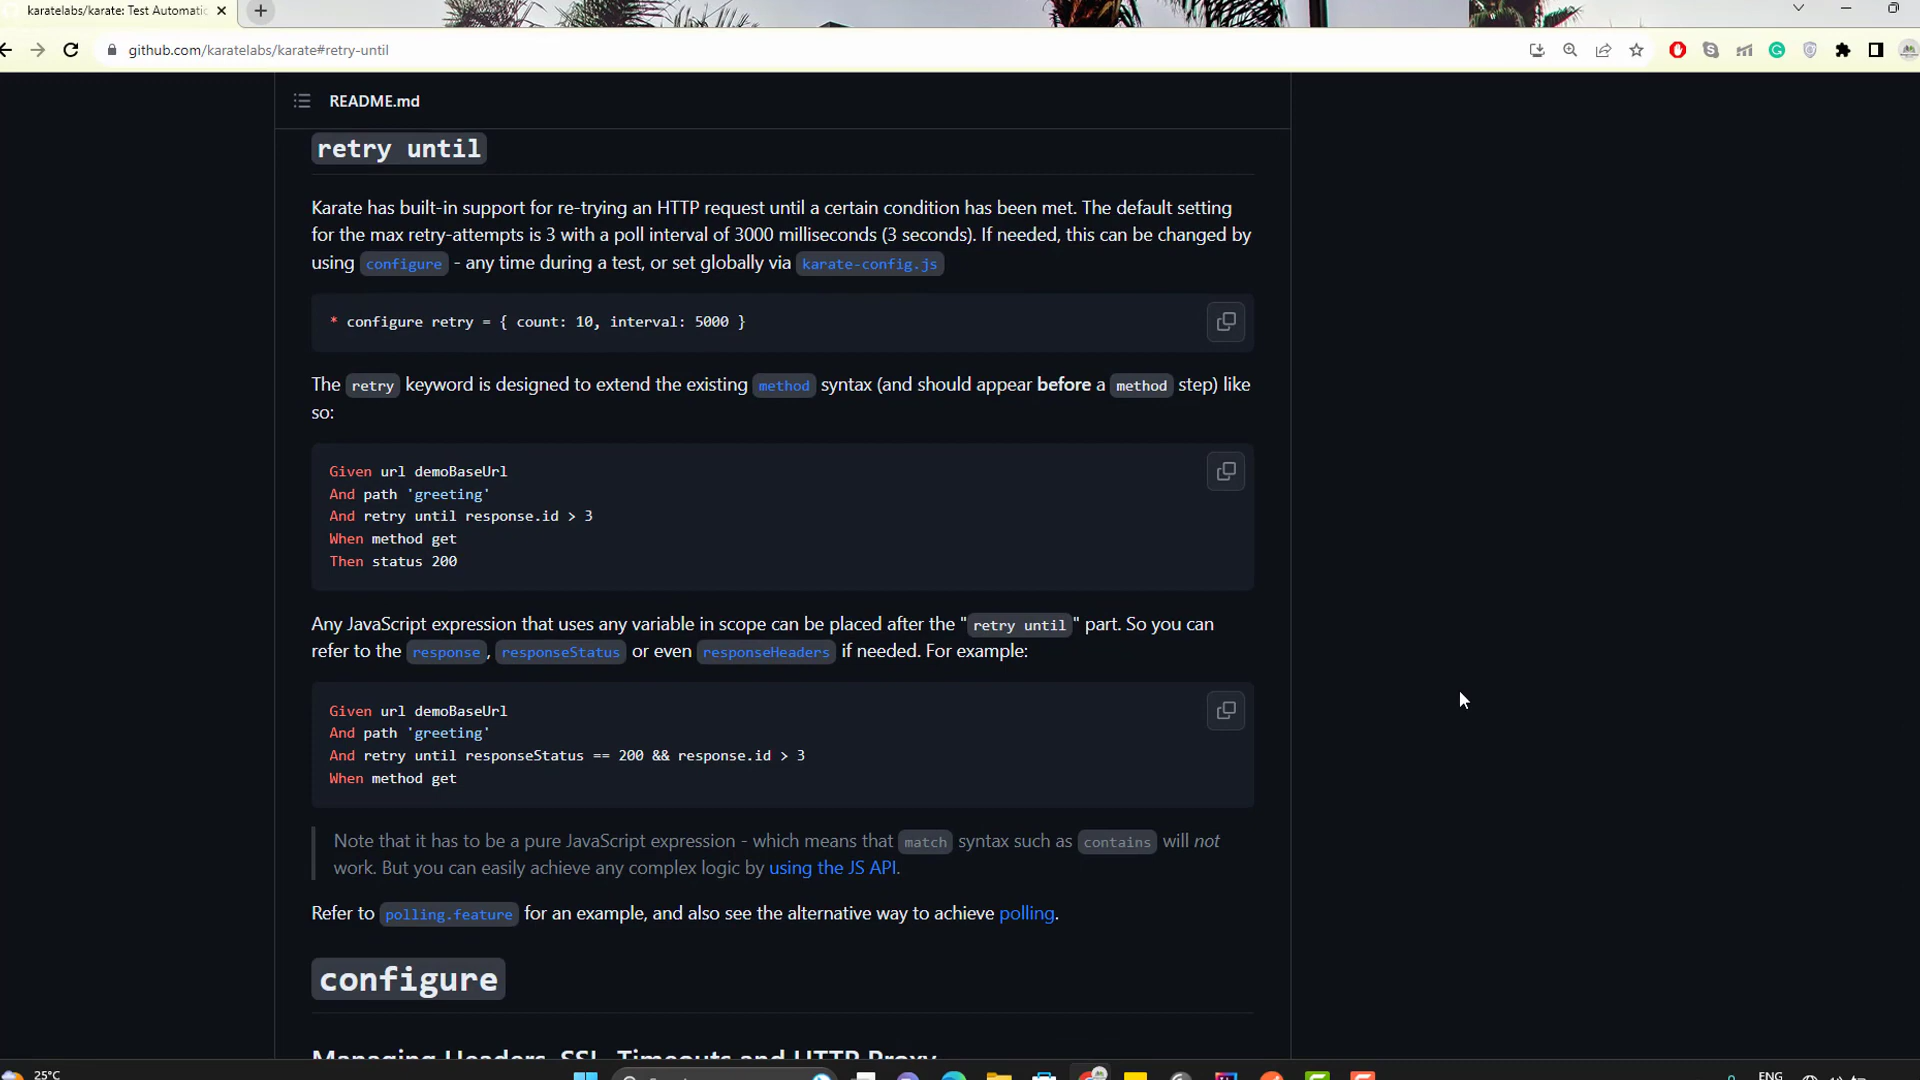 karatelabs/karate: Test Automatic
github.com/karatelabs/karate#retry-until
README.md
retry until
Karate has built-in support for re-trying an HTTP request until a certain condition has been met. The default setting
for the max retry-attempts is 3 with a poll interval of 3000 milliseconds (3 seconds). If needed, this can be changed by
using configure - any time during a test, or set globally via karate-config.js
* configure retry = { count: 10, interval: 5000 }
The retry keyword is designed to extend the existing method syntax (and should appear before a method step) like
so:
Given url demoBaseUrl
And path 'greeting'
And retry until response.id > 3
When method get
Then status 200
Any JavaScript expression that uses any variable in scope can be placed after the "retry until" part. So you can
refer to the response, responseStatus or even responseHeaders if needed. For example:
Given url demoBaseUrl
And path 'greeting'
And retry until responseStatus == 200 && response.id > 3
When method get
Note that it has to be a pure JavaScript expression - which means that match syntax such as contains will not
work. But you can easily achieve any complex logic by using the JS API.
Refer to polling.feature for an example, and also see the alternative way to achieve polling.
configure
Managing Headers, SSL, Timeouts and HTTP Proxy
25°C
ENG